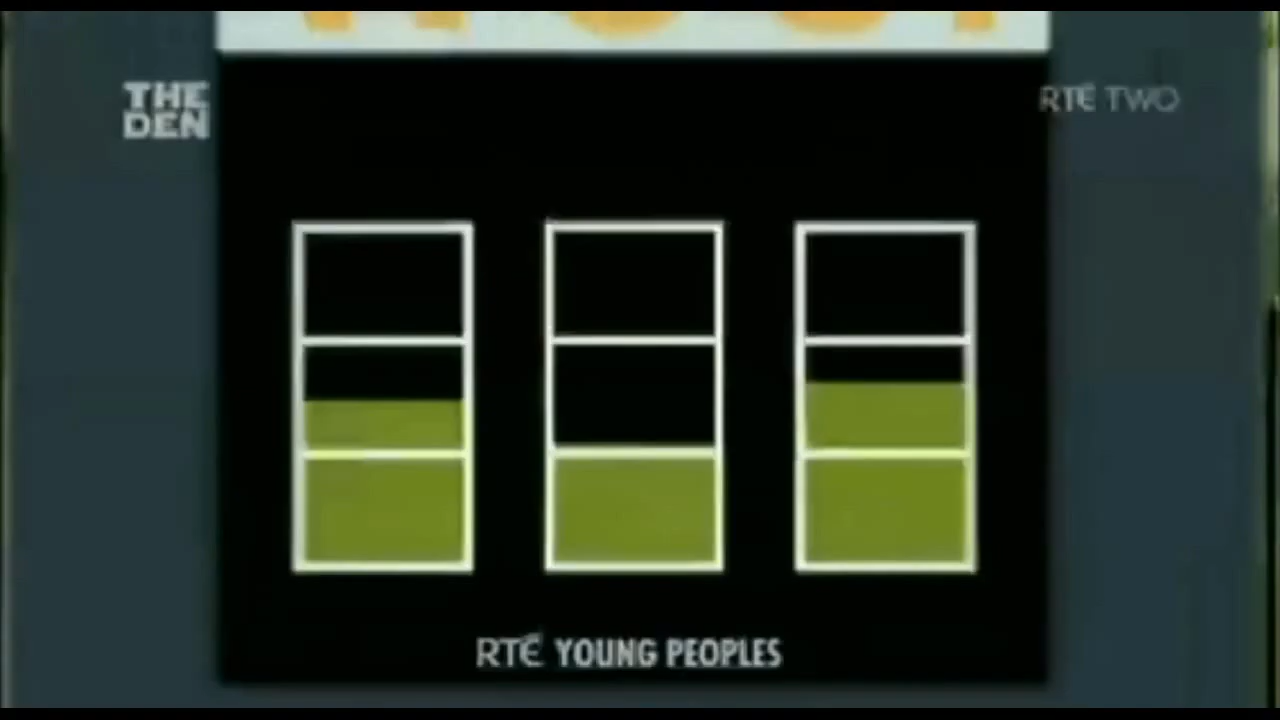 THE
DEN
RTÉ TWO
RTÉ YOUNG PEOPLES